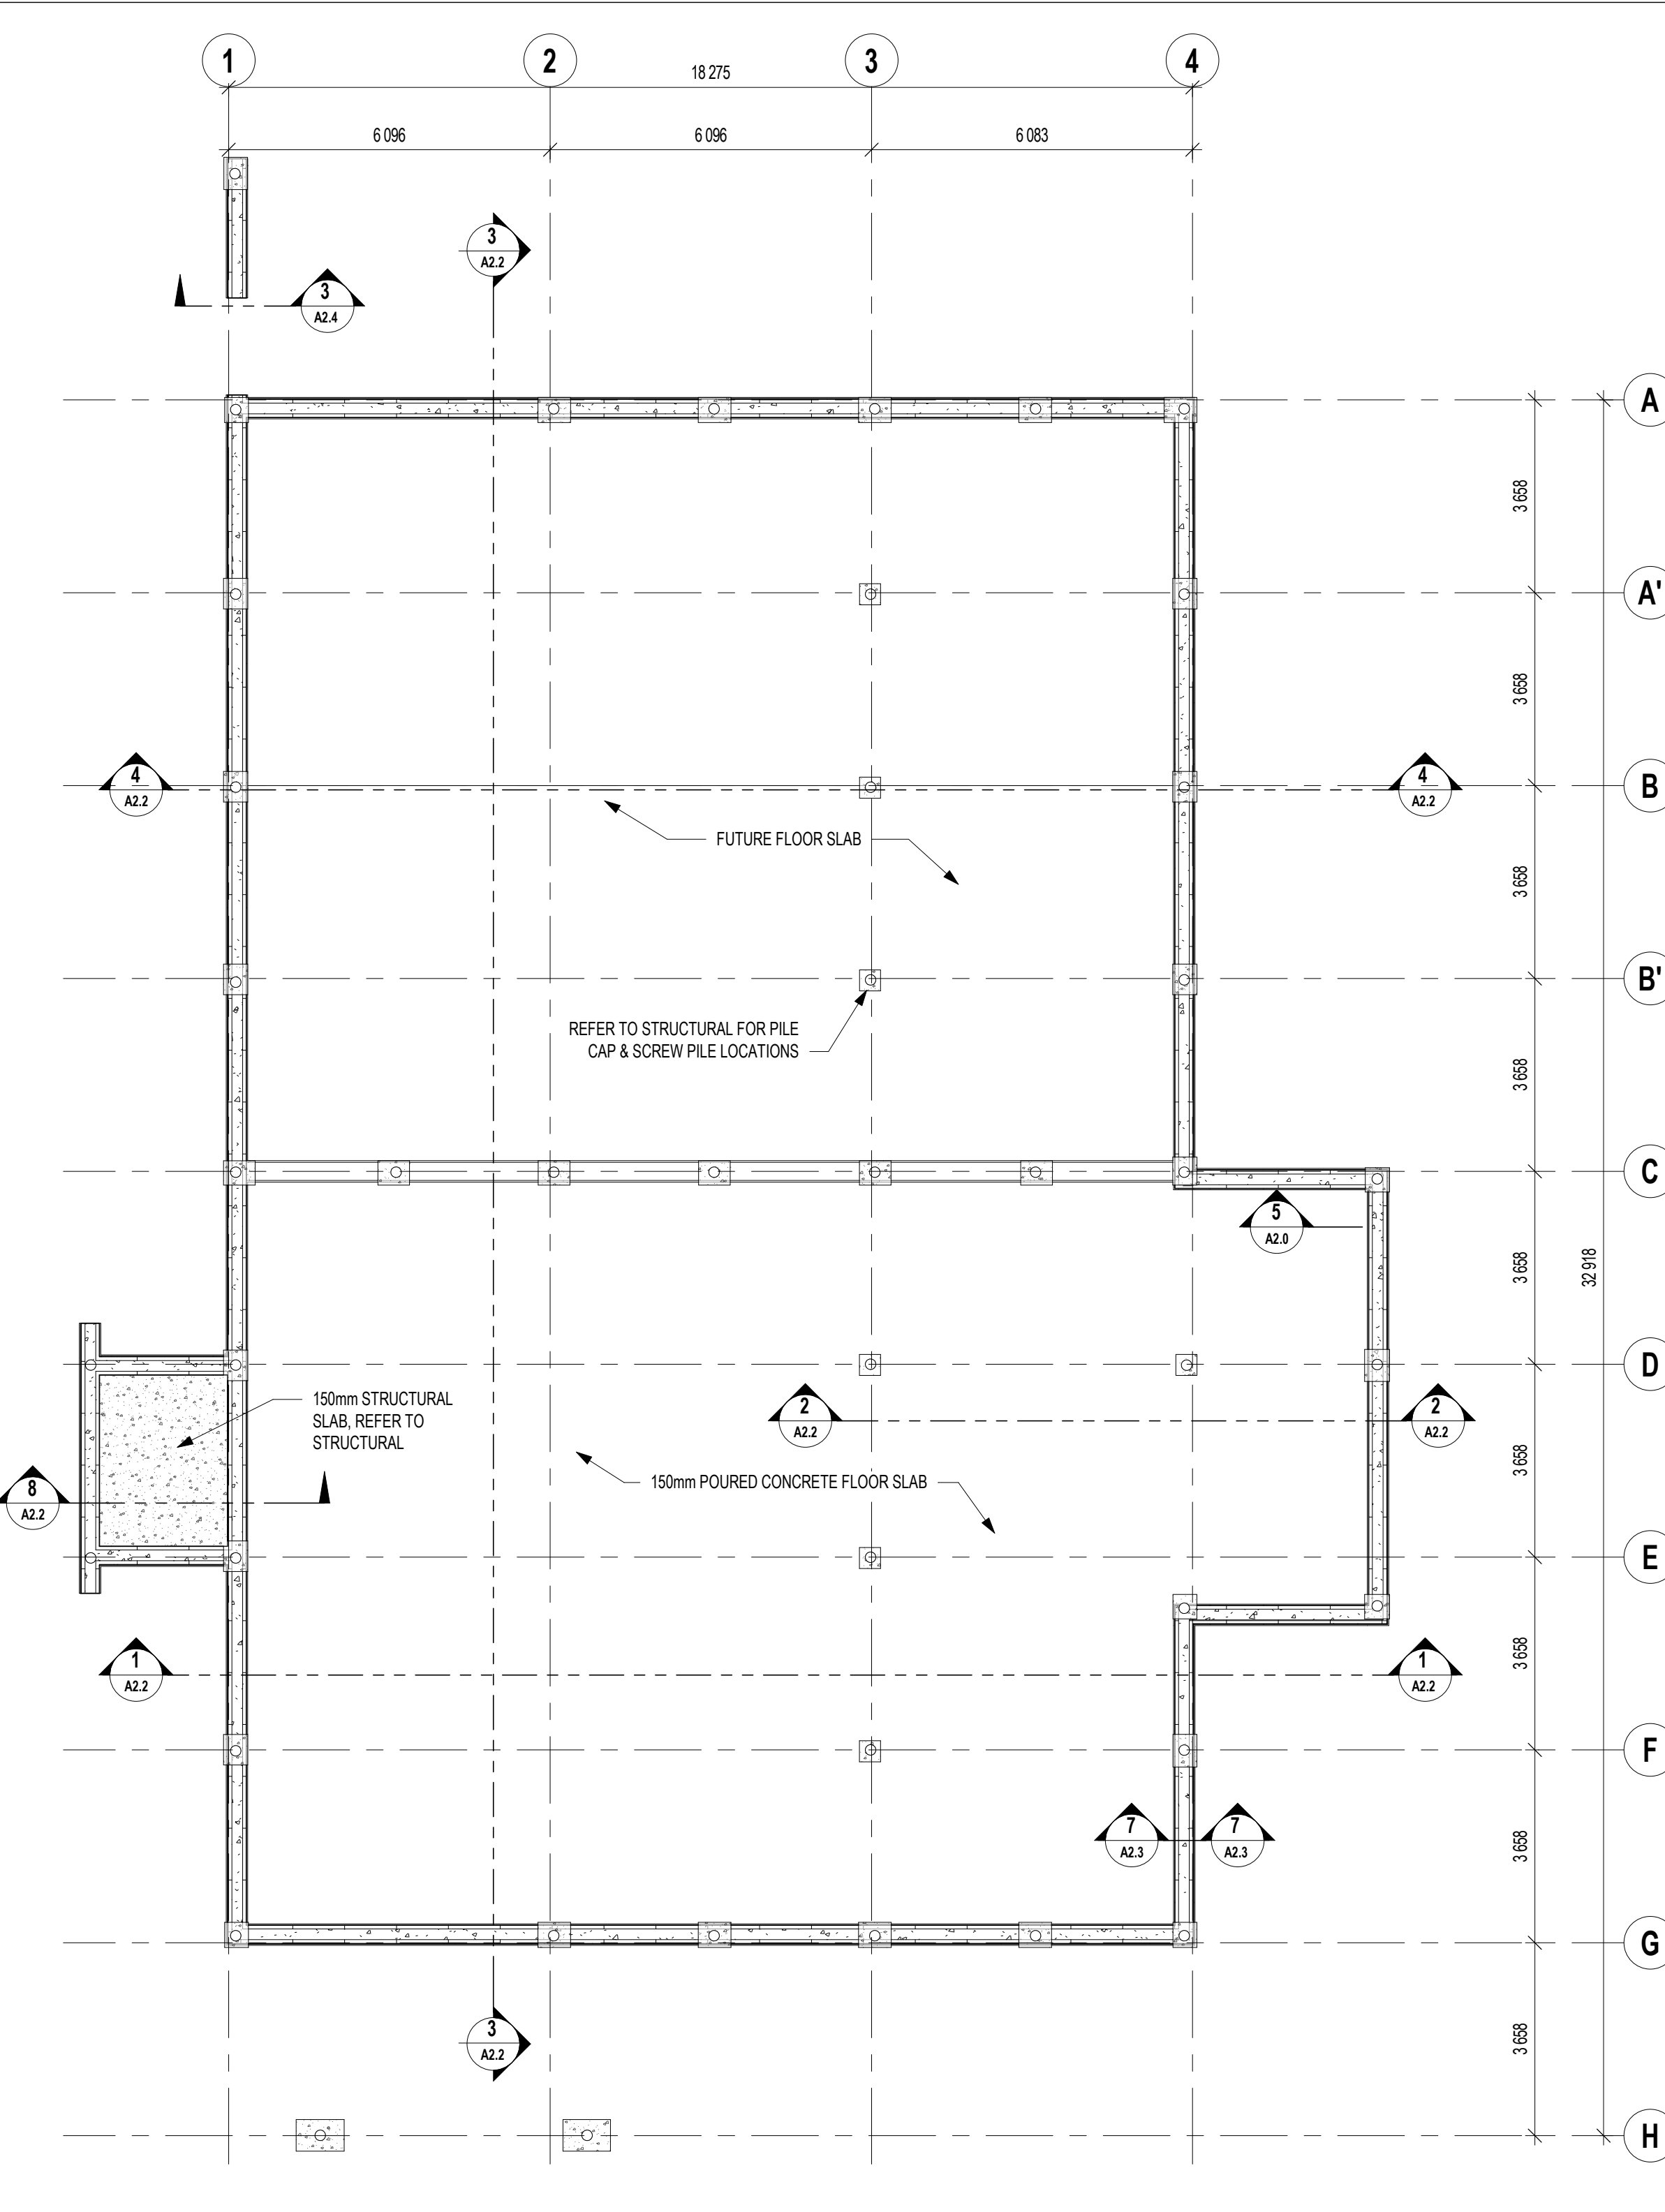 1 2 3 4
18 275
6 096 6 096 6 083
3
A2.2
3
A2.4
A
3 658
A'
3 658
4
A2.2
4
A2.2
B
FUTURE FLOOR SLAB
3 658
B'
REFER TO STRUCTURAL FOR PILE
CAP & SCREW PILE LOCATIONS
3 658
C
5
A2.0
3 658
32 918
D
150mm STRUCTURAL
SLAB, REFER TO
STRUCTURAL
2
A2.2
2
A2.2
3 658
150mm POURED CONCRETE FLOOR SLAB
8
A2.2
E
1
A2.2
1
A2.2
3 658
F
7
A2.3
7
A2.3
3 658
G
3
A2.2
3 658
H